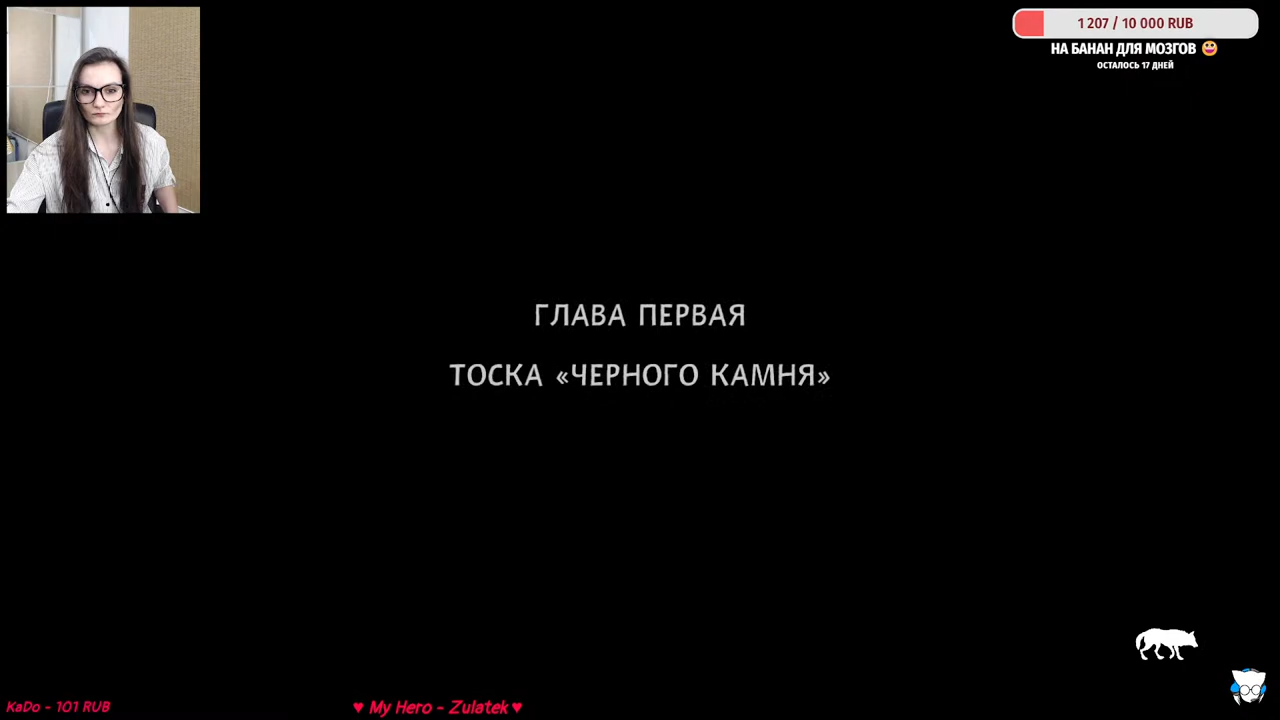 1 207 / 10 000 RUB
НА БАНАН ДЛЯ МОЗГОВ 😀
ОСТАЛОСЬ 17 ДНЕЙ
ГЛАВА ПЕРВАЯ
ТОСКА «ЧЕРНОГО КАМНЯ»
KaDo - 101 RUB
♥ My Hero - Zulatek ♥